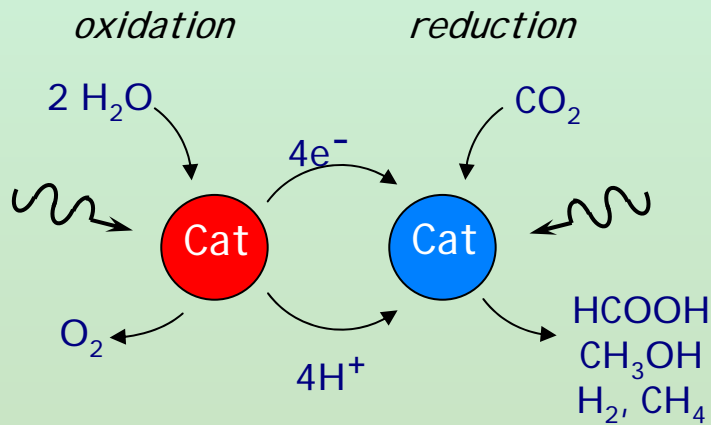 oxidation
reduction
2 H₂O
CO₂
4e⁻
Cat
Cat
O₂
4H⁺
HCOOH
CH₃OH
H₂, CH₄